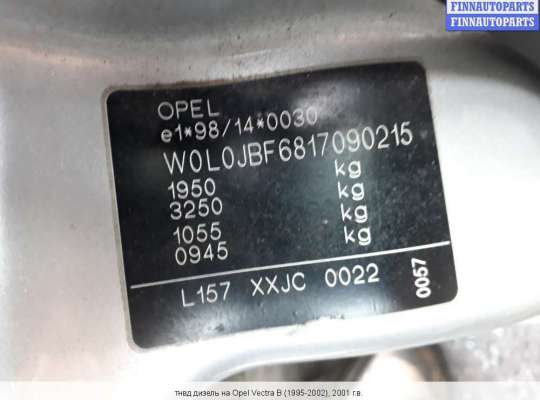 FINNAUTOPARTS
FINNAUTOPARTS
OPEL
e1*98/14*0030
W0L0JBF6817090215
1950 kg
3250 kg
1055 kg
0945 kg
L157 XXJC 0022
0057
тнвд дизель на Opel Vectra B (1995-2002), 2001 г.в.